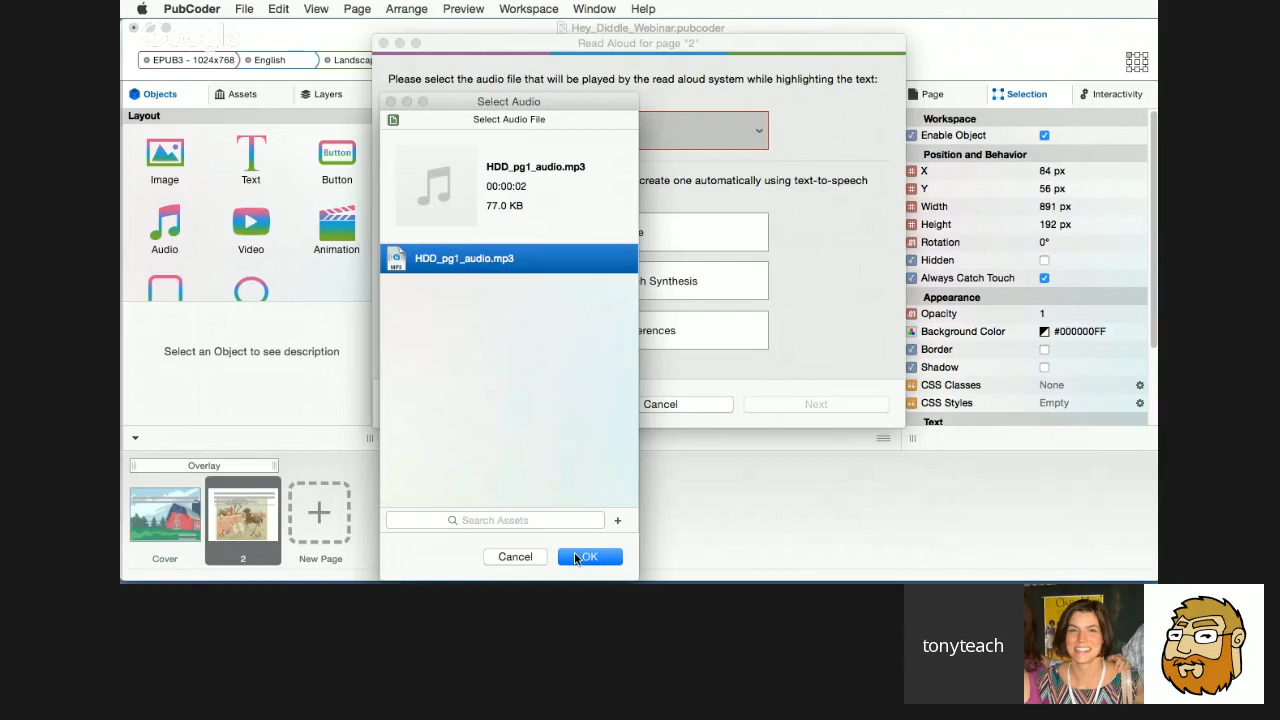 PubCoder File Edit View Page Arrange Preview Workspace Window Help
Hey_Diddle_Webinar.pubcoder
Google
Read Aloud for page "2"
EPUB3 - 1024x768 English Landscap
Please select the audio file that will be played by the read aloud system while highlighting the text:
Objects Assets Layers
Page Selection Interactivity
Select Audio
Select Audio File
Layout
Image Text Button
Audio Video Animation
Select an Object to see description
HDD_pg1_audio.mp3
00:00:02
77.0 KB
MP3
HDD_pg1_audio.mp3
create one automatically using text-to-speech
e
h Synthesis
erences
Cancel Next
Search Assets +
Cancel OK
Workspace
Enable Object
Position and Behavior
X 84 px
Y 56 px
Width 891 px
Height 192 px
Rotation 0°
Hidden
Always Catch Touch
Appearance
Opacity 1
Background Color #000000FF
Border
Shadow
CSS Classes None
CSS Styles Empty
Text
Overlay
Cover 2 New Page
tonyteach